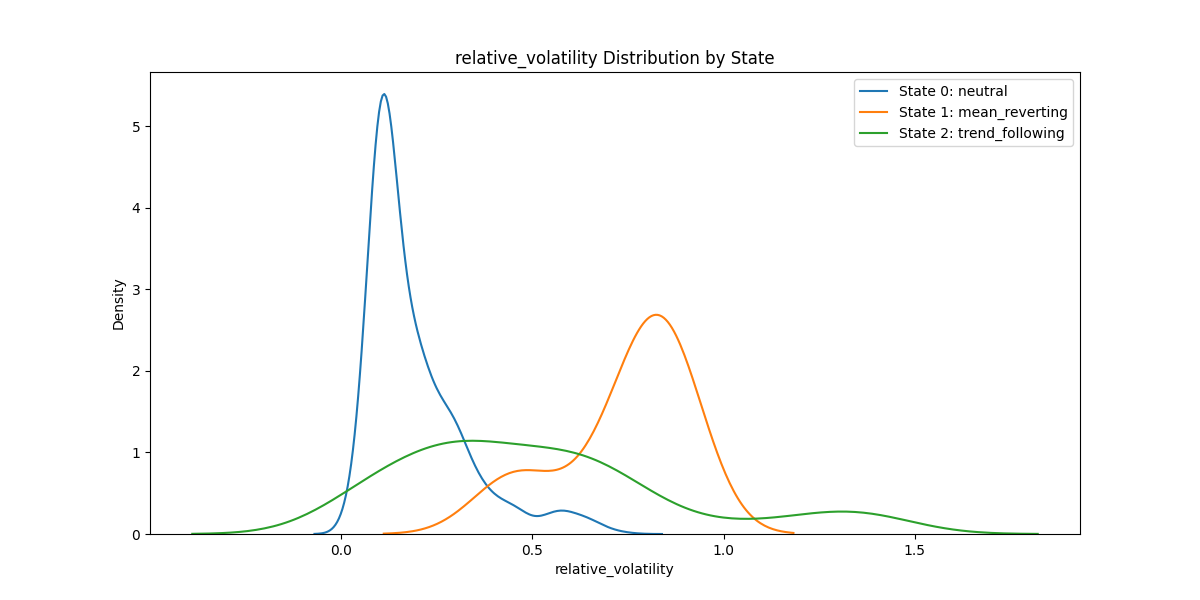 relative_volatility Distribution by State
State 0: neutral
State 1: mean_reverting
State 2: trend_following
Density
5
4
3
2
1
0
0.0 0.5 1.0 1.5
relative_volatility